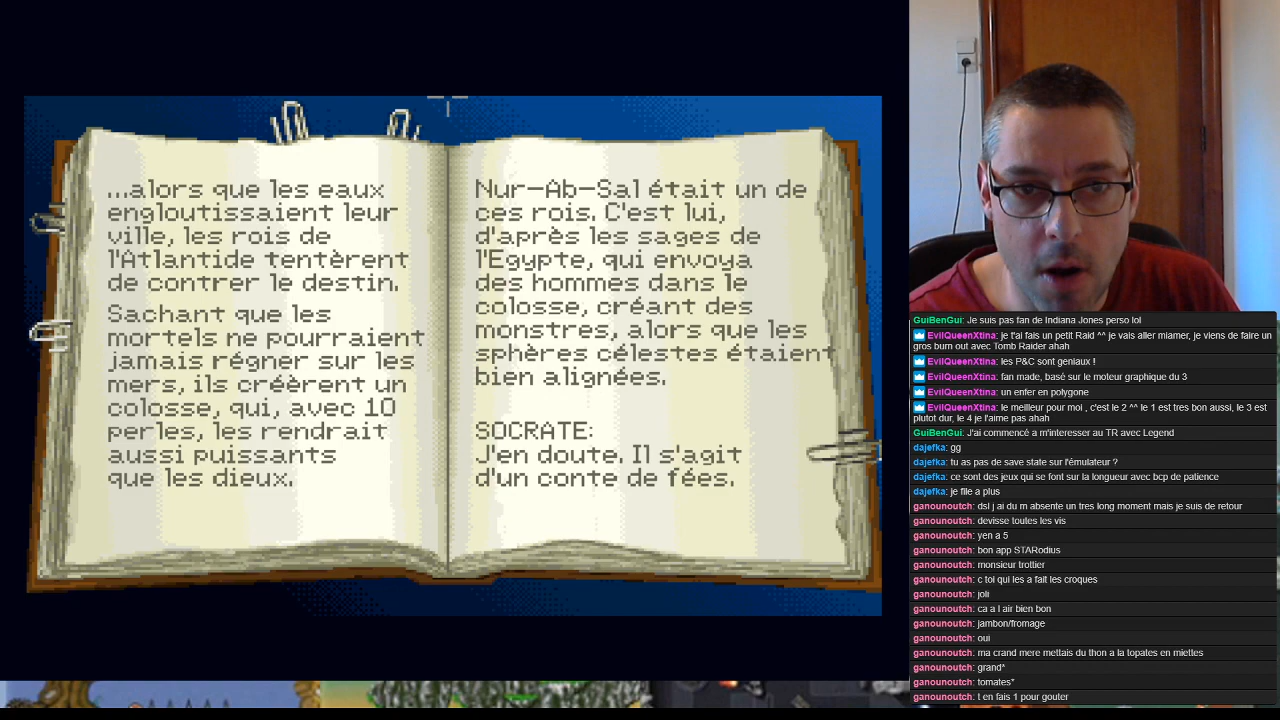 ...alors que les eaux
engloutissaient leur
ville, les rois de
l'Atlantide tentèrent
de contrer le destin.
Sachant que les
mortels ne pourraient
jamais régner sur les
mers, ils créèrent un
colosse, qui, avec 10
perles, les rendrait
aussi puissants
que les dieux.
Nur-Ab-Sal était un de
ces rois. C'est lui,
d'après les sages de
l'Egypte, qui envoya
des hommes dans le
colosse, créant des
monstres, alors que les
sphères célestes étaient
bien alignées.
SOCRATE:
J'en doute. Il s'agit
d'un conte de fées.
GuiBenGui: Je suis pas fan de Indiana Jones perso lol
EvilQueenXtina: je t'ai fais un petit Raid ^^ je vais aller miamer, je viens de faire un
gros burn out avec Tomb Raider ahah
EvilQueenXtina: les P&C sont geniaux !
EvilQueenXtina: fan made, basé sur le moteur graphique du 3
EvilQueenXtina: un enfer en polygone
EvilQueenXtina: le meilleur pour moi , c'est le 2 ^^ le 1 est tres bon aussi, le 3 est
plutot dur, le 4 je l'aime pas ahah
GuiBenGui: J'ai commencé a m'interesser au TR avec Legend
dajefka: gg
dajefka: tu as pas de save state sur l'émulateur ?
dajefka: ce sont des jeux qui se font sur la longueur avec bcp de patience
dajefka: je file a plus
ganounoutch: dsl j ai du m absente un tres long moment mais je suis de retour
ganounoutch: devisse toutes les vis
ganounoutch: yen a 5
ganounoutch: bon app STARodius
ganounoutch: monsieur trottier
ganounoutch: c toi qui les a fait les croques
ganounoutch: joli
ganounoutch: ca a l air bien bon
ganounoutch: jambon/fromage
ganounoutch: oui
ganounoutch: ma crand mere mettais du thon a la topates en miettes
ganounoutch: grand*
ganounoutch: tomates*
ganounoutch: t en fais 1 pour gouter